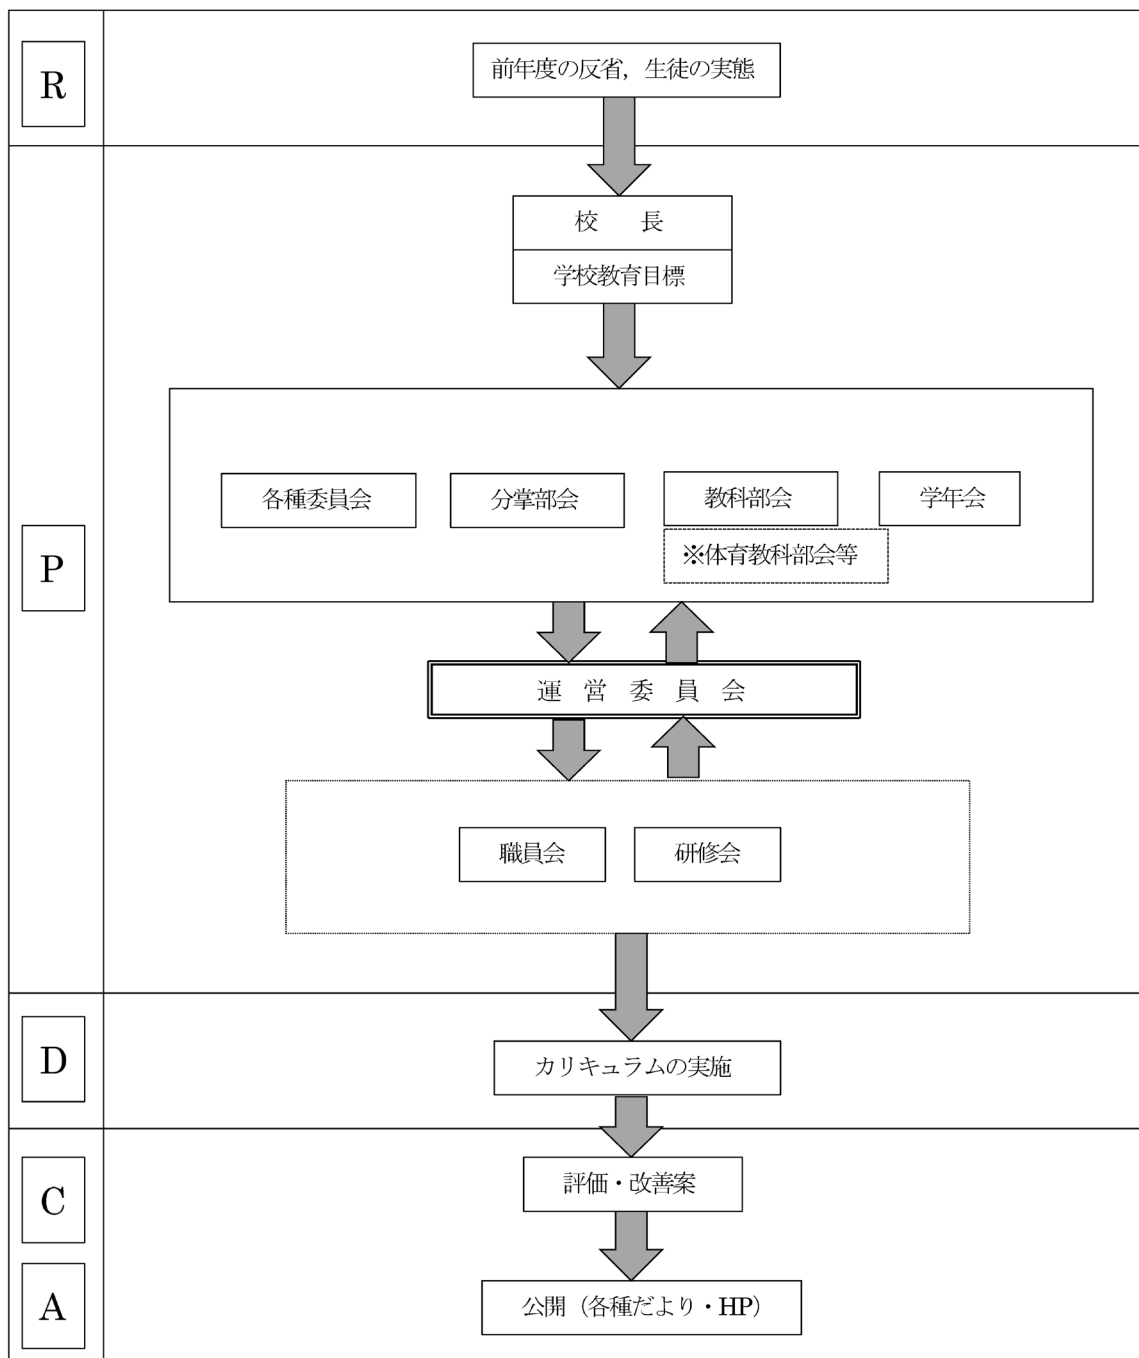 R
前年度の反省，生徒の実態
校　長
学校教育目標
P
各種委員会
分掌部会
教科部会
学年会
※体育教科部会等
運営委員会
職員会
研修会
D
カリキュラムの実施
C
評価・改善案
A
公開（各種だより・HP）